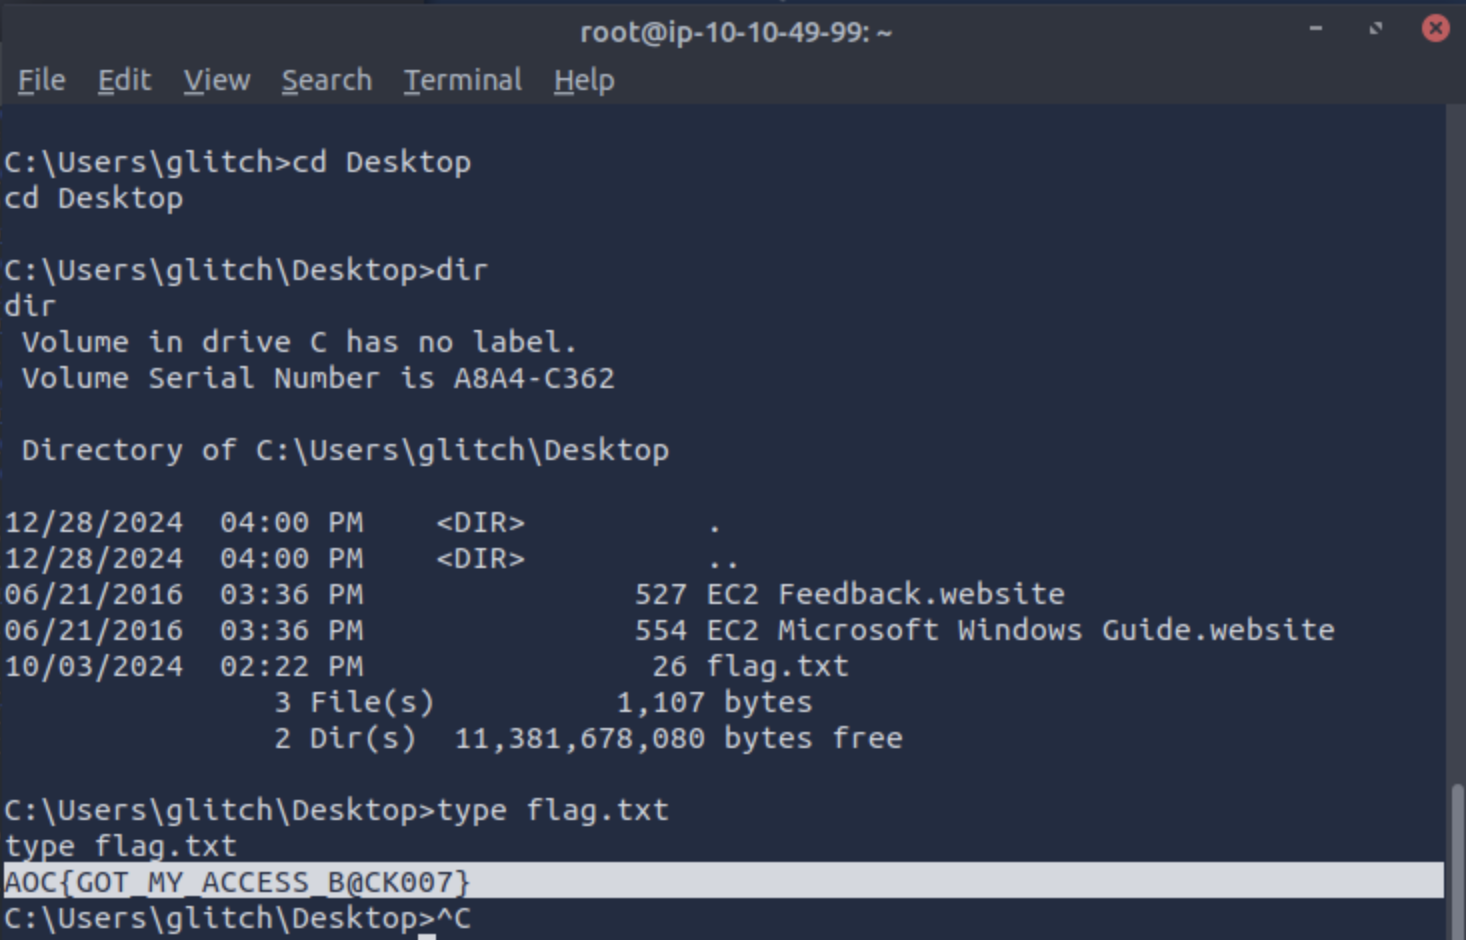 root@ip-10-10-49-99: ~
File Edit View Search Terminal Help
C:\Users\glitch>cd Desktop
cd Desktop
C:\Users\glitch\Desktop>dir
dir
 Volume in drive C has no label.
 Volume Serial Number is A8A4-C362
 Directory of C:\Users\glitch\Desktop
12/28/2024  04:00 PM    <DIR>          .
12/28/2024  04:00 PM    <DIR>          ..
06/21/2016  03:36 PM               527 EC2 Feedback.website
06/21/2016  03:36 PM               554 EC2 Microsoft Windows Guide.website
10/03/2024  02:22 PM                26 flag.txt
               3 File(s)          1,107 bytes
               2 Dir(s)  11,381,678,080 bytes free
C:\Users\glitch\Desktop>type flag.txt
type flag.txt
AOC{GOT_MY_ACCESS_B@CK007}
C:\Users\glitch\Desktop>^C